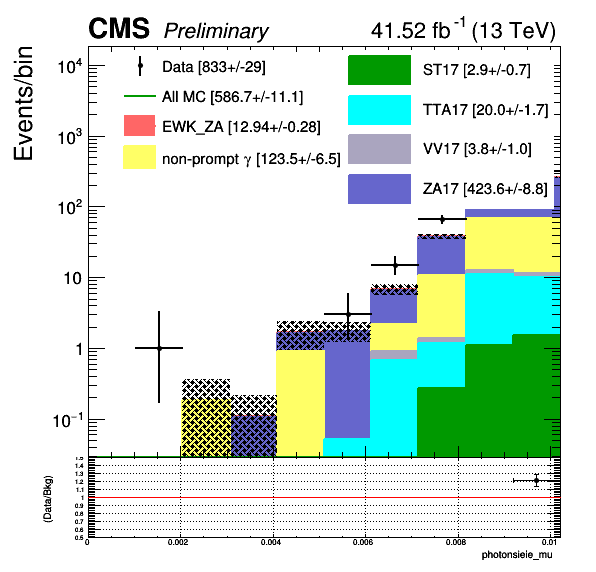 CMS Preliminary 41.52 fb⁻¹ (13 TeV)
Events/bin
Data [833+/-29]
All MC [586.7+/-11.1]
EWK_ZA [12.94+/-0.28]
non-prompt γ [123.5+/-6.5]
ST17 [2.9+/-0.7]
TTA17 [20.0+/-1.7]
VV17 [3.8+/-1.0]
ZA17 [423.6+/-8.8]
10⁴
10³
10²
10
1
10⁻¹
(Data/Bkg)
1.5
1.4
1.3
1.2
1.1
1
0.9
0.8
0.7
0.6
0.5
0 0.002 0.004 0.006 0.008 0.01
photonsieie_mu